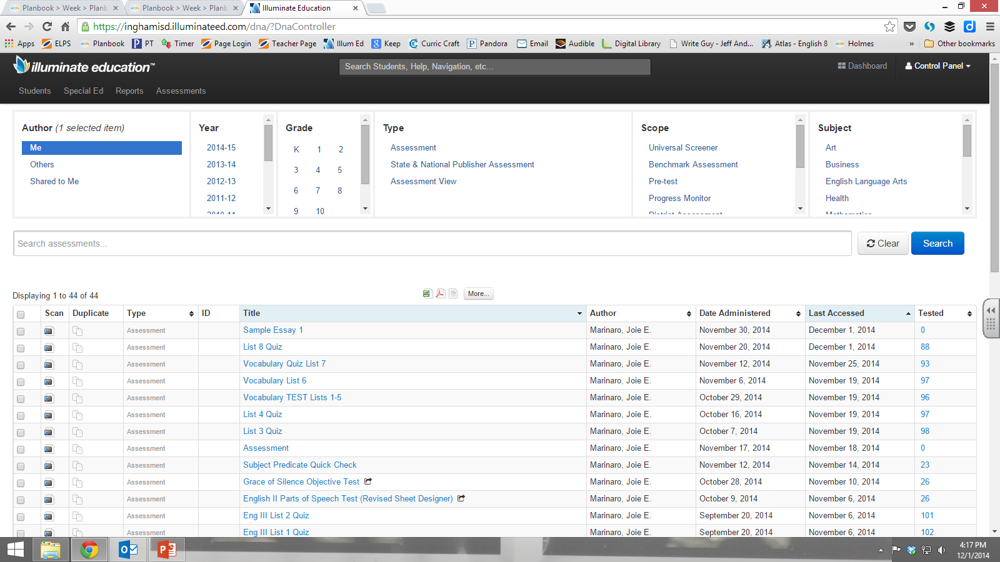 Planbook > Week > Planb
Planbook > Week > Planb
Illuminate Education
https://inghamisd.illuminateed.com/dna/?DnaController
Apps ELPS Planbook PT Timer Page Login Teacher Page Illum Ed Keep Curric Craft Pandora Email Audible Digital Library Write Guy - Jeff And... Atlas - English 8 Holmes » Other bookmarks
illuminate education™
Search Students, Help, Navigation, etc...
Dashboard
Control Panel
Students Special Ed Reports Assessments
Author (1 selected item)
Me
Others
Shared to Me
Year
2014-15
2013-14
2012-13
2011-12
2010-11
Grade
K 1 2
3 4 5
6 7 8
9 10
Type
Assessment
State & National Publisher Assessment
Assessment View
Scope
Universal Screener
Benchmark Assessment
Pre-test
Progress Monitor
District Assessment
Subject
Art
Business
English Language Arts
Health
Mathematics
Search assessments...
Clear
Search
Displaying 1 to 44 of 44
More...
Scan Duplicate Type ID Title Author Date Administered Last Accessed Tested
Assessment Sample Essay 1 Marinaro, Joie E. November 30, 2014 December 1, 2014 0
Assessment List 8 Quiz Marinaro, Joie E. November 20, 2014 December 1, 2014 88
Assessment Vocabulary Quiz List 7 Marinaro, Joie E. November 12, 2014 November 25, 2014 93
Assessment Vocabulary List 6 Marinaro, Joie E. November 6, 2014 November 19, 2014 97
Assessment Vocabulary TEST Lists 1-5 Marinaro, Joie E. October 29, 2014 November 19, 2014 96
Assessment List 4 Quiz Marinaro, Joie E. October 16, 2014 November 19, 2014 97
Assessment List 3 Quiz Marinaro, Joie E. October 7, 2014 November 19, 2014 98
Assessment Assessment Marinaro, Joie E. November 17, 2014 November 18, 2014 0
Assessment Subject Predicate Quick Check Marinaro, Joie E. November 12, 2014 November 14, 2014 23
Assessment Grace of Silence Objective Test Marinaro, Joie E. October 28, 2014 November 10, 2014 26
Assessment English II Parts of Speech Test (Revised Sheet Designer) Marinaro, Joie E. October 9, 2014 November 6, 2014 26
Assessment Eng III List 2 Quiz Marinaro, Joie E. September 20, 2014 November 6, 2014 101
Assessment Eng III List 1 Quiz Marinaro, Joie E. September 20, 2014 November 6, 2014 102
4:17 PM
12/1/2014